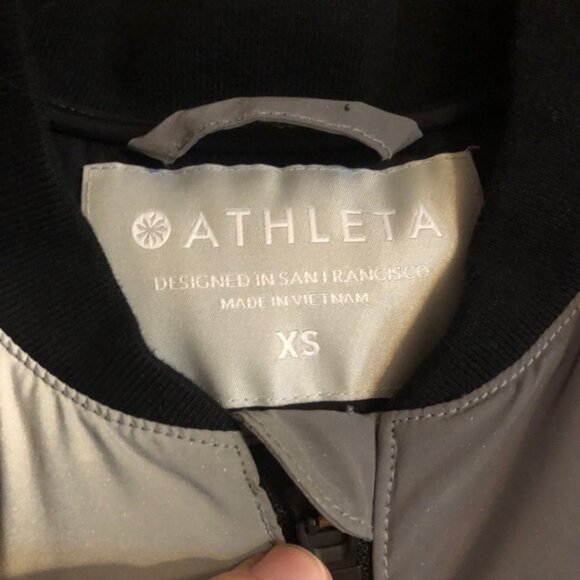 ATHLETA
DESIGNED IN SAN FRANCISCO
MADE IN VIETNAM
XS